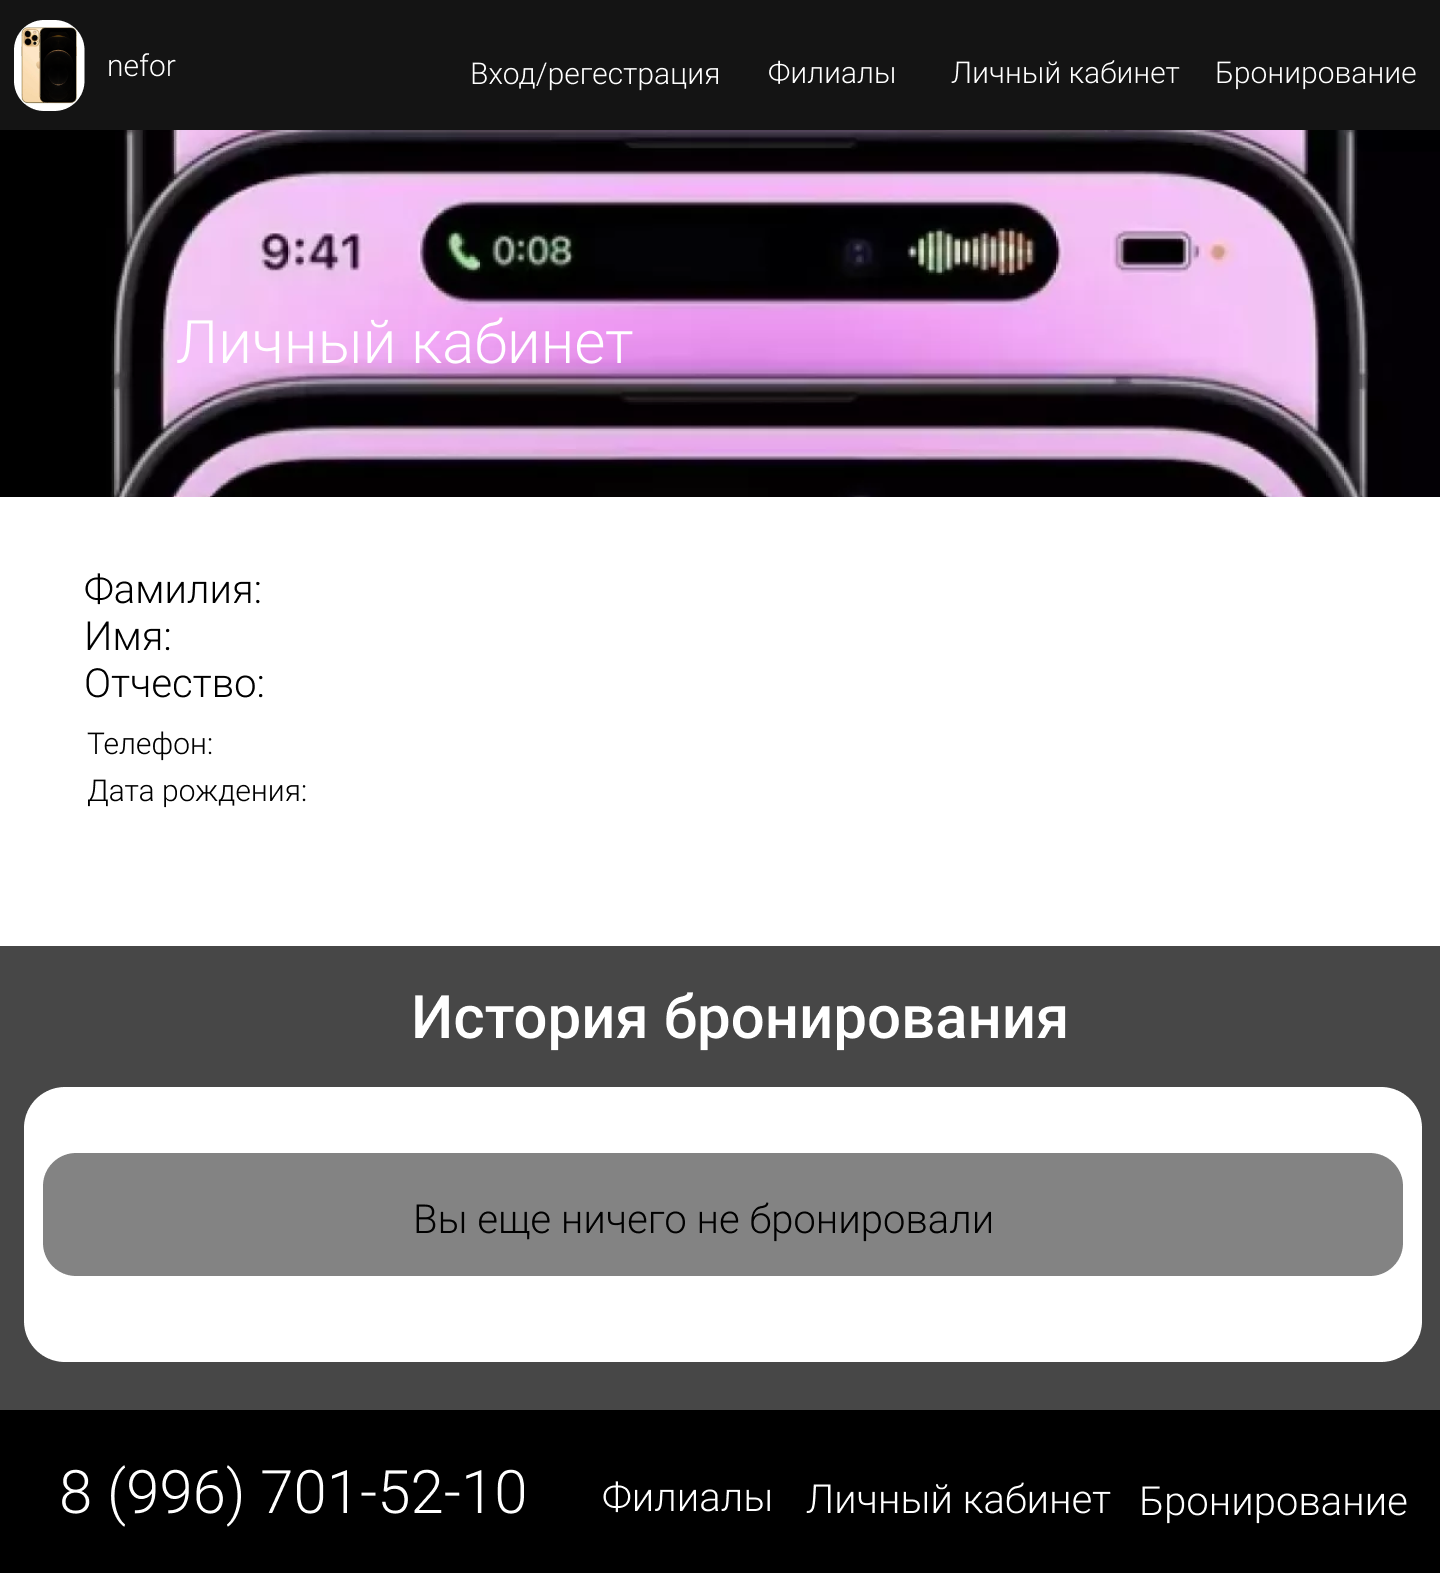 nefor
Вход/регестрация Филиалы Личный кабинет Бронирование
9:41 0:08
Личный кабинет
Фамилия:
Имя:
Отчество:
Телефон:
Дата рождения:
История бронирования
Вы еще ничего не бронировали
8 (996) 701-52-10 Филиалы Личный кабинет Бронирование